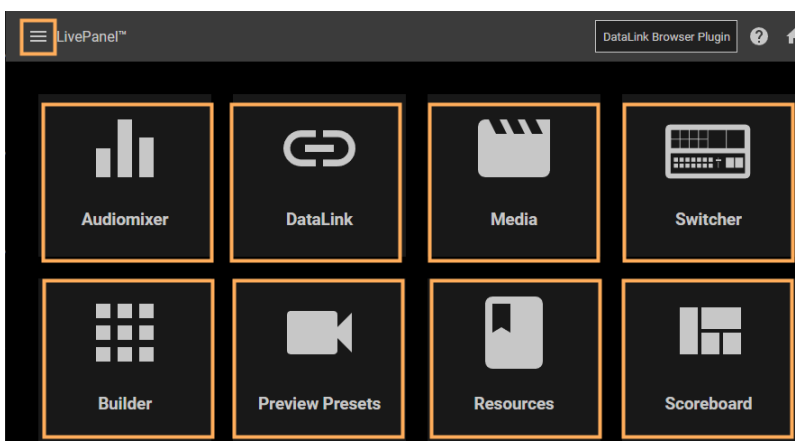 LivePanel™
DataLink Browser Plugin
Audiomixer
DataLink
Media
Switcher
Builder
Preview Presets
Resources
Scoreboard